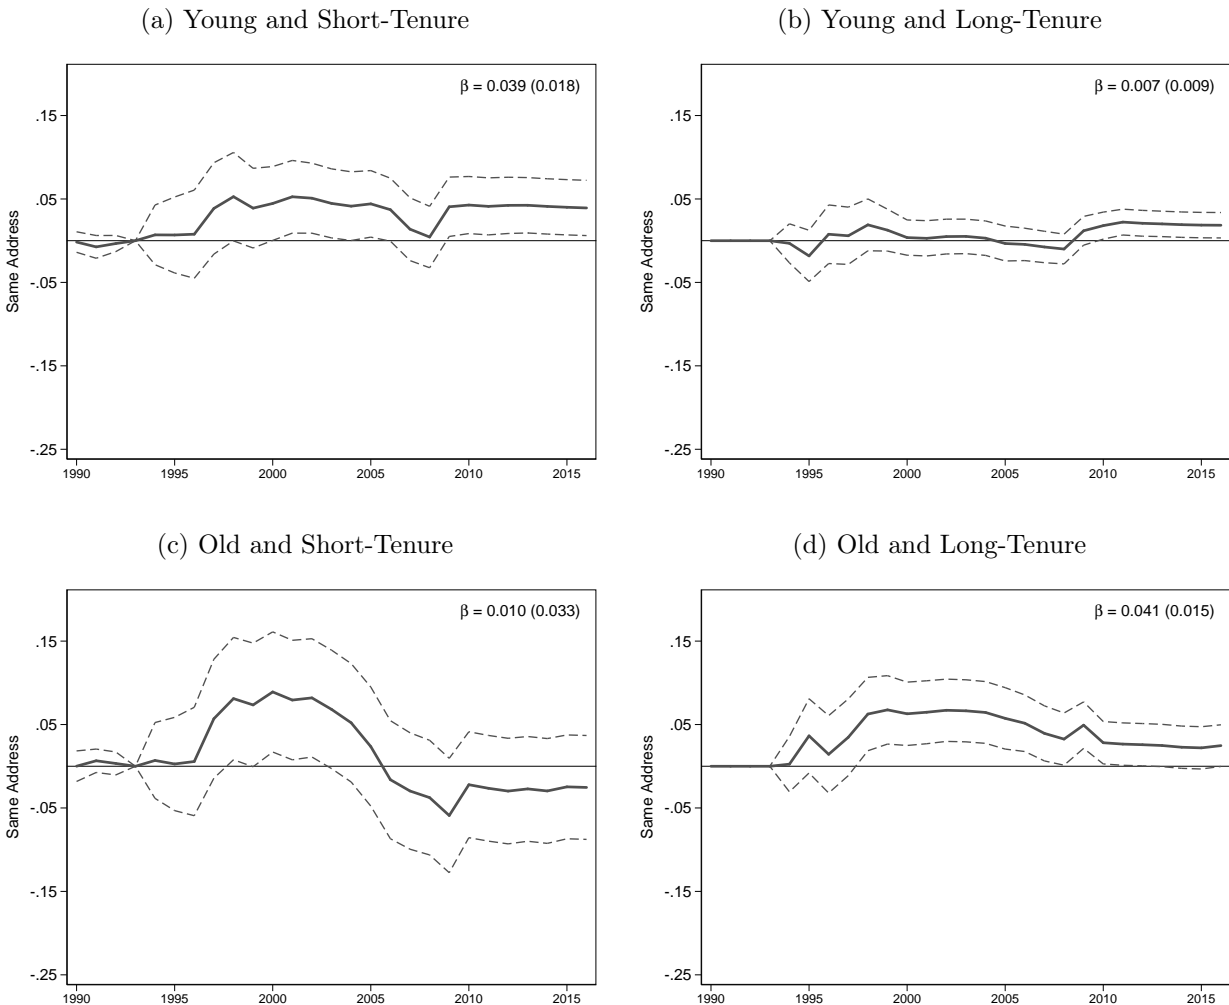 (a) Young and Short-Tenure
β = 0.039 (0.018)
.15
.05
-.05
-.15
-.25
Same Address
1990 1995 2000 2005 2010 2015
(b) Young and Long-Tenure
β = 0.007 (0.009)
.15
.05
-.05
-.15
-.25
Same Address
1990 1995 2000 2005 2010 2015
(c) Old and Short-Tenure
β = 0.010 (0.033)
.15
.05
-.05
-.15
-.25
Same Address
1990 1995 2000 2005 2010 2015
(d) Old and Long-Tenure
β = 0.041 (0.015)
.15
.05
-.05
-.15
-.25
Same Address
1990 1995 2000 2005 2010 2015